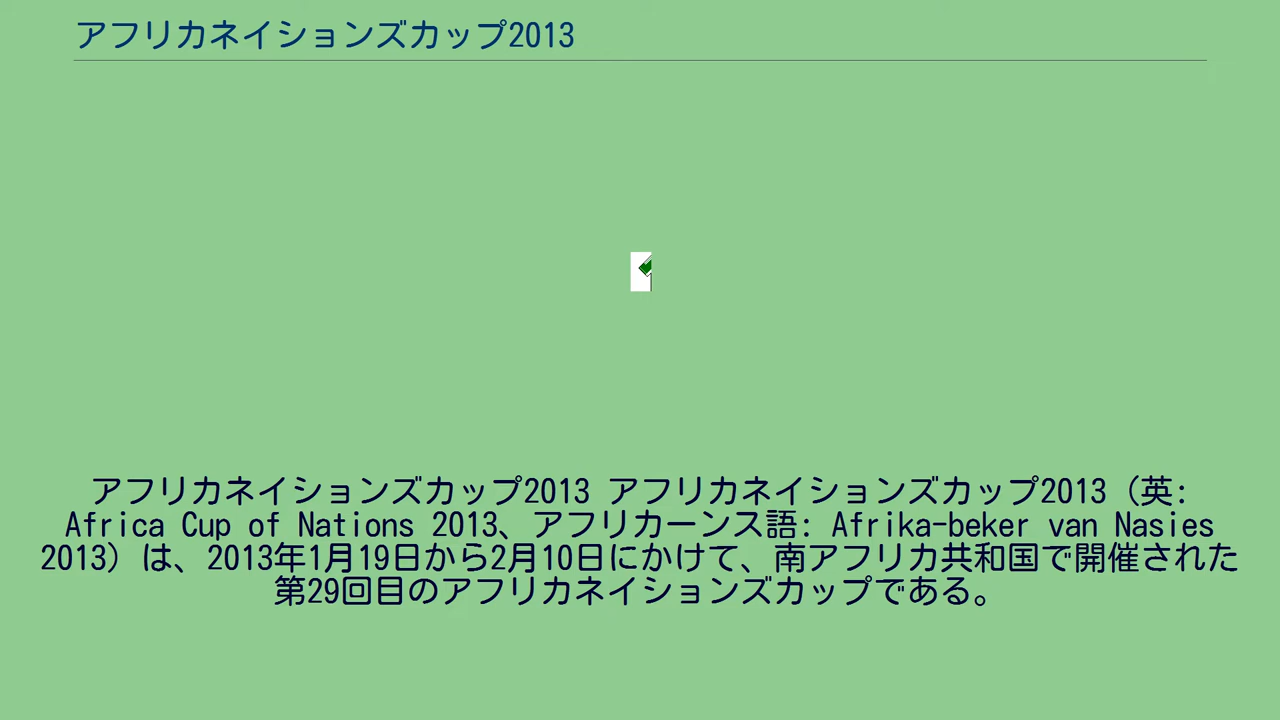 アフリカネイションズカップ2013
アフリカネイションズカップ2013 アフリカネイションズカップ2013（英:
Africa Cup of Nations 2013、アフリカーンス語: Afrika-beker van Nasies
2013）は、2013年1月19日から2月10日にかけて、南アフリカ共和国で開催された
第29回目のアフリカネイションズカップである。